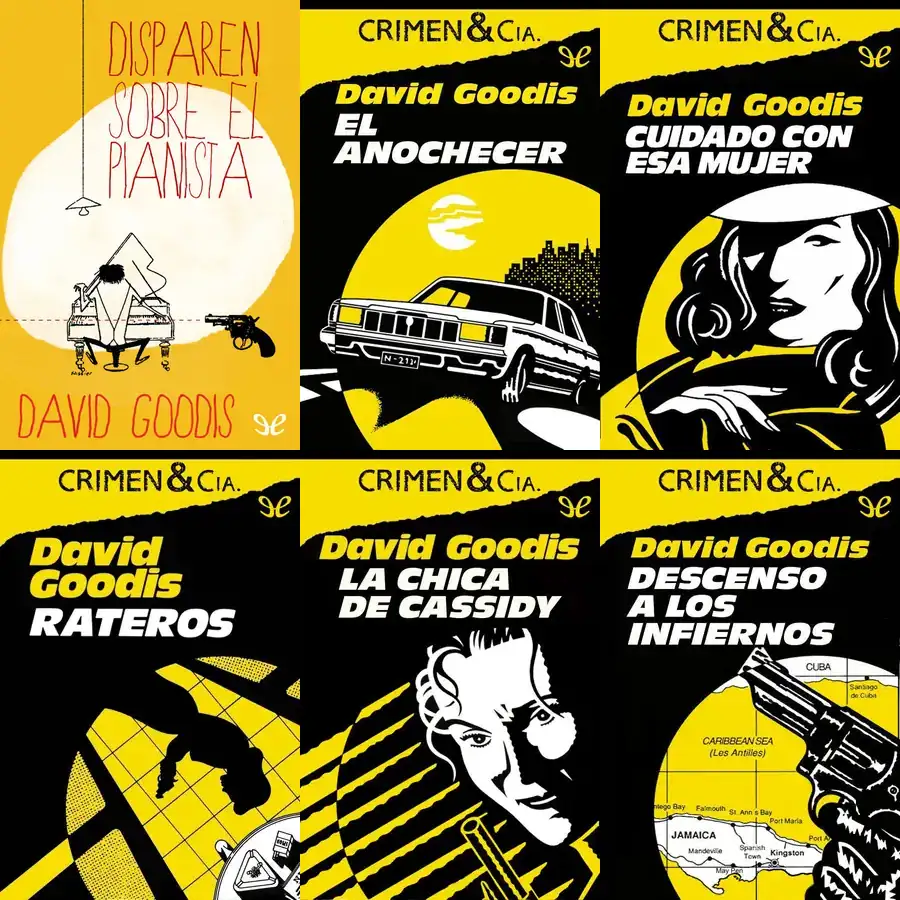 DISPAREN
SOBRE EL
PIANISTA
DAVID GOODIS
CRIMEN & CIA.
David Goodis
EL
ANOCHECER
CRIMEN & CIA.
David Goodis
CUIDADO CON
ESA MUJER
CRIMEN & CIA.
David
Goodis
RATEROS
CRIMEN & CIA.
David Goodis
LA CHICA
DE CASSIDY
CRIMEN & CIA.
David Goodis
DESCENSO
A LOS
INFIERNOS
CUBA
Santiago
de Cuba
CARIBBEAN SEA
(Les Antilles)
Bay
Falmouth
St. Ann's Bay
Port Maria
JAMAICA
Mandeville
Spanish
Town
Kingston
May Pen